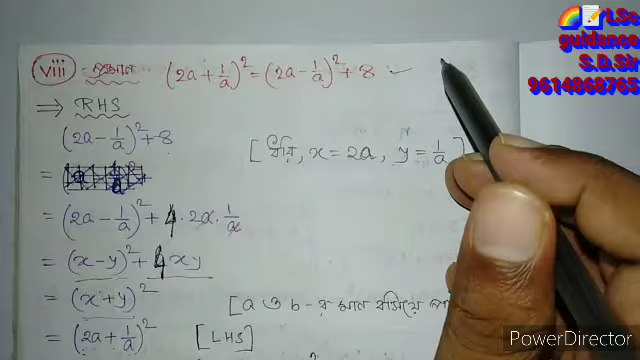 LSc
guidance
S.D.Sir
9614868765
viii প্রমাণ (2a + 1/a)² = (2a - 1/a)² + 8
⇒ RHS
(2a - 1/a)² + 8
[ধরি, x = 2a, y = 1/a]
=
= (2a - 1/a)² + 4 · 2a · 1/a
= (x - y)² + 4xy
= (x + y)² [a ও b-র মান বসিয়ে
= (2a + 1/a)² [LHS]
PowerDirector